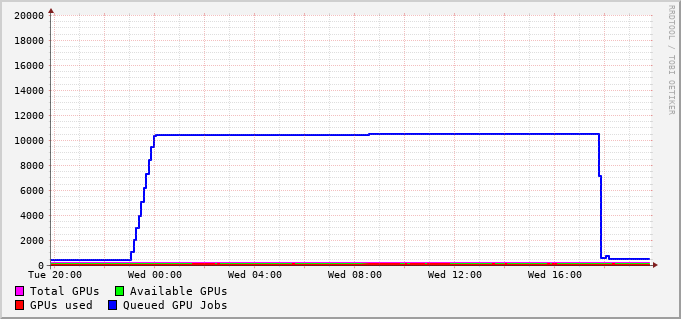 20000
18000
16000
14000
12000
10000
8000
6000
4000
2000
0
Tue 20:00 Wed 00:00 Wed 04:00 Wed 08:00 Wed 12:00 Wed 16:00
Total GPUs Available GPUs
GPUs used Queued GPU Jobs
RRDTOOL / TOBI OETIKER